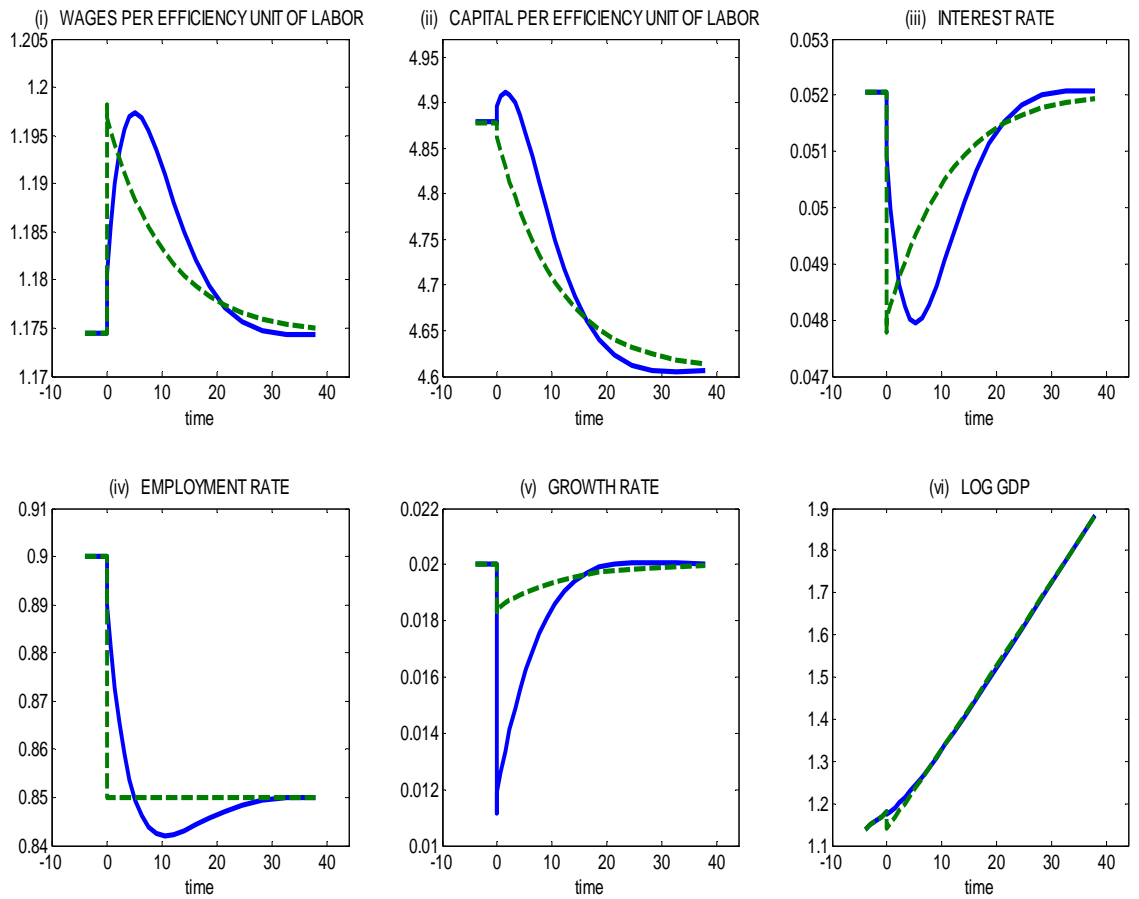 (i) WAGES PER EFFICIENCY UNIT OF LABOR
(ii) CAPITAL PER EFFICIENCY UNIT OF LABOR
(iii) INTEREST RATE
1.205
1.2
1.195
1.19
1.185
1.18
1.175
1.17
-10 0 10 20 30 40
time
4.95
4.9
4.85
4.8
4.75
4.7
4.65
4.6
-10 0 10 20 30 40
time
0.053
0.052
0.051
0.05
0.049
0.048
0.047
-10 0 10 20 30 40
time
(iv) EMPLOYMENT RATE
(v) GROWTH RATE
(vi) LOG GDP
0.91
0.9
0.89
0.88
0.87
0.86
0.85
0.84
-10 0 10 20 30 40
time
0.022
0.02
0.018
0.016
0.014
0.012
0.01
-10 0 10 20 30 40
time
1.9
1.8
1.7
1.6
1.5
1.4
1.3
1.2
1.1
-10 0 10 20 30 40
time